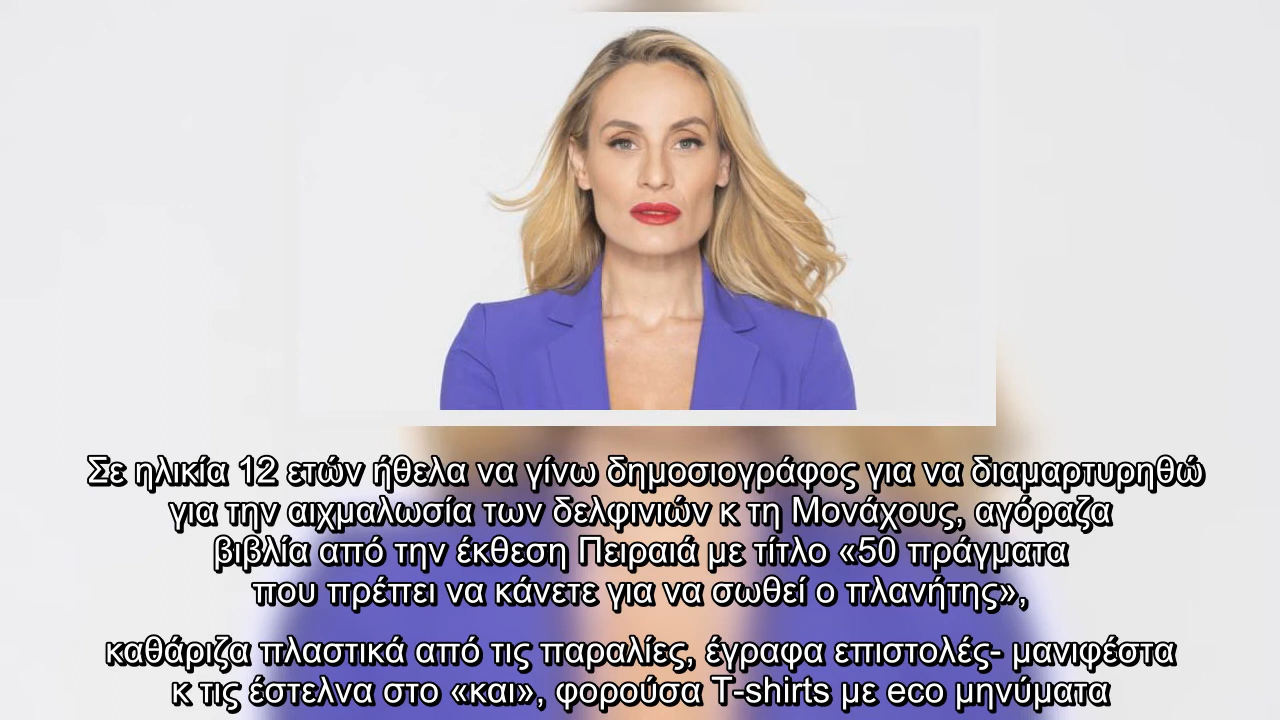 Σε ηλικία 12 ετών ήθελα να γίνω δημοσιογράφος για να διαμαρτυρηθώ
για την αιχμαλωσία των δελφινιών κ τη Μονάχους, αγόραζα
βιβλία από την έκθεση Πειραιά με τίτλο «50 πράγματα
που πρέπει να κάνετε για να σωθεί ο πλανήτης»,
καθάριζα πλαστικά από τις παραλίες, έγραφα επιστολές- μανιφέστα
κ τις έστελνα στο «και», φορούσα T-shirts με eco μηνύματα